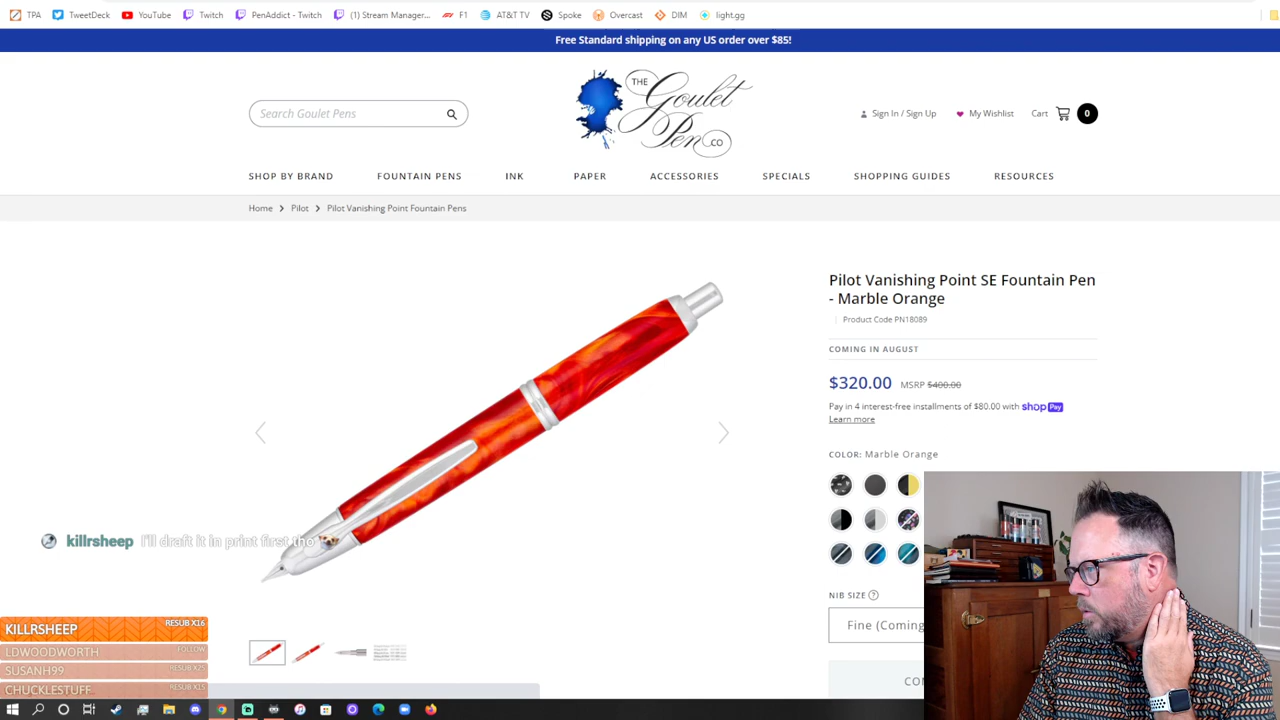 TPA TweetDeck YouTube Twitch PenAddict - Twitch (1) Stream Manager... F1 AT&T TV Spoke Overcast DIM light.gg
Free Standard shipping on any US order over $85!
THE
Goulet
Pen
.CO
Search Goulet Pens
Sign In / Sign Up My Wishlist Cart 0
SHOP BY BRAND FOUNTAIN PENS INK PAPER ACCESSORIES SPECIALS SHOPPING GUIDES RESOURCES
Home Pilot Pilot Vanishing Point Fountain Pens
Pilot Vanishing Point SE Fountain Pen
- Marble Orange
Product Code PN18089
COMING IN AUGUST
$320.00 MSRP $400.00
Pay in 4 interest-free installments of $80.00 with shop Pay
Learn more
COLOR: Marble Orange
killrsheep I'll draft it in print first tho
NIB SIZE ?
Fine (Coming
KILLRSHEEP RESUB X16
LDWOODWORTH FOLLOW
SUSANH99 RESUB X25
CHUCKLESTUFF RESUB X15